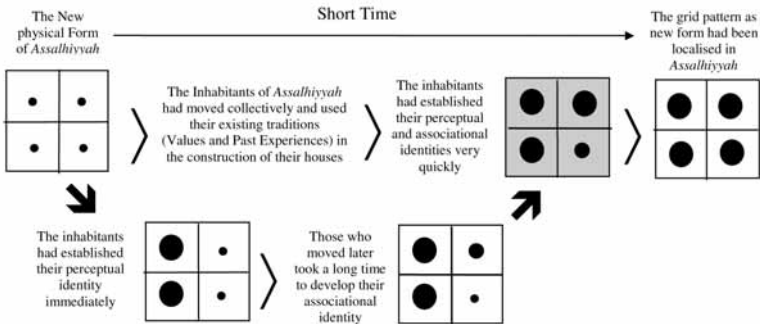 The New
physical Form
of Assalhiyyah
Short Time
The grid pattern as
new form had been
localised in
Assalhiyyah
The Inhabitants of Assalhiyyah
had moved collectively and used
their existing traditions
(Values and Past Experiences) in
the construction of their houses
The inhabitants
had established
their perceptual
and associational
identities very
quickly
The inhabitants
had established
their perceptual
identity
immediately
Those who
moved later
took a long time
to develop their
associational
identity